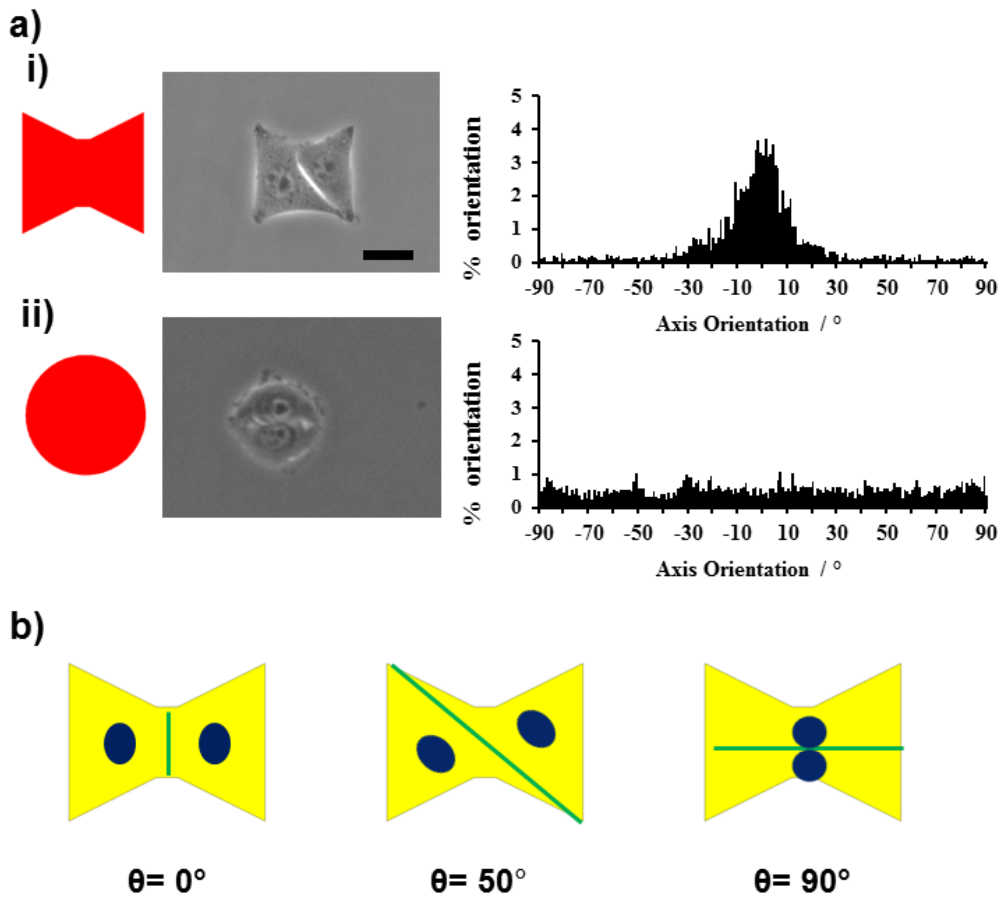 a)
i)
5
4
3
2
1
0
% orientation
-90 -70 -50 -30 -10 10 30 50 70 90
Axis Orientation / °
ii)
5
4
3
2
1
0
% orientation
-90 -70 -50 -30 -10 10 30 50 70 90
Axis Orientation / °
b)
θ= 0° θ= 50° θ= 90°